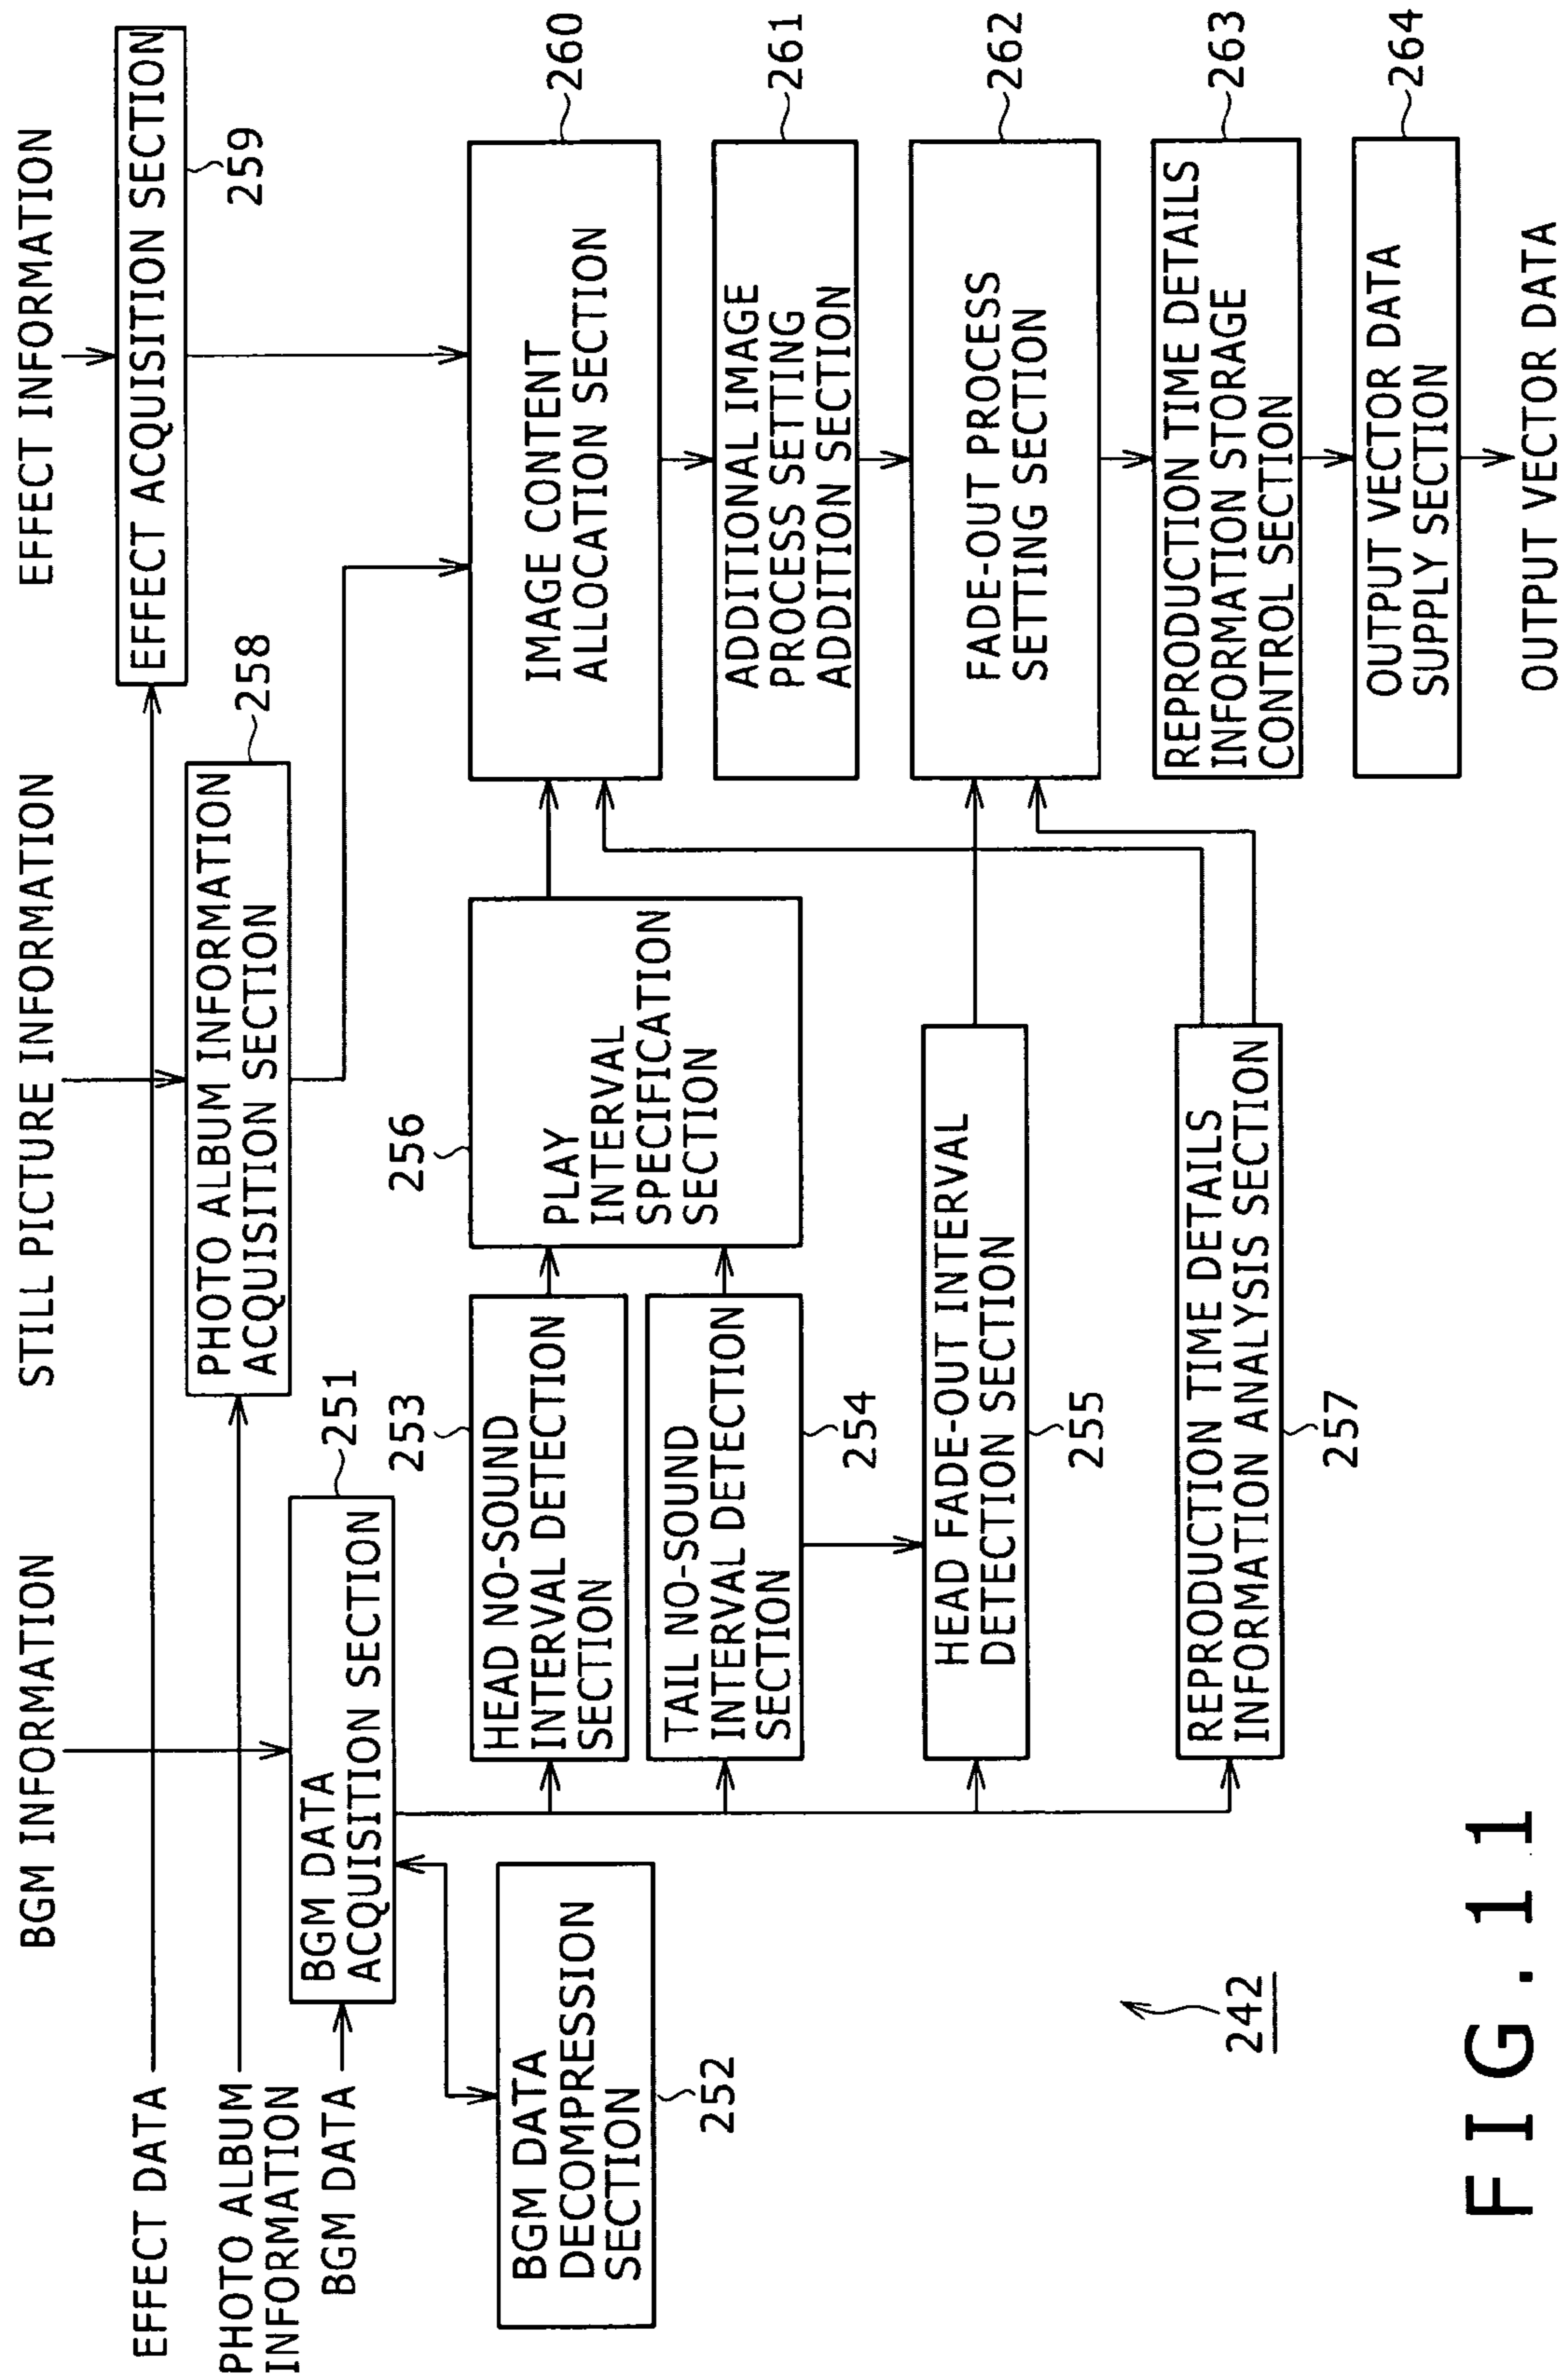 BGM INFORMATION
STILL PICTURE INFORMATION
EFFECT INFORMATION
EFFECT DATA
EFFECT ACQUISITION SECTION
259
PHOTO ALBUM
INFORMATION
PHOTO ALBUM INFORMATION
ACQUISITION SECTION
258
BGM DATA
BGM DATA
ACQUISITION SECTION
251
BGM DATA
DECOMPRESSION
SECTION
252
HEAD NO-SOUND
INTERVAL DETECTION
SECTION
253
TAIL NO-SOUND
INTERVAL DETECTION
SECTION
254
PLAY
INTERVAL
SPECIFICATION
SECTION
256
HEAD FADE-OUT INTERVAL
DETECTION SECTION
255
REPRODUCTION TIME DETAILS
INFORMATION ANALYSIS SECTION
257
IMAGE CONTENT
ALLOCATION SECTION
260
ADDITIONAL IMAGE
PROCESS SETTING
ADDITION SECTION
261
FADE-OUT PROCESS
SETTING SECTION
262
REPRODUCTION TIME DETAILS
INFORMATION STORAGE
CONTROL SECTION
263
OUTPUT VECTOR DATA
SUPPLY SECTION
264
OUTPUT VECTOR DATA
242
FIG. 11